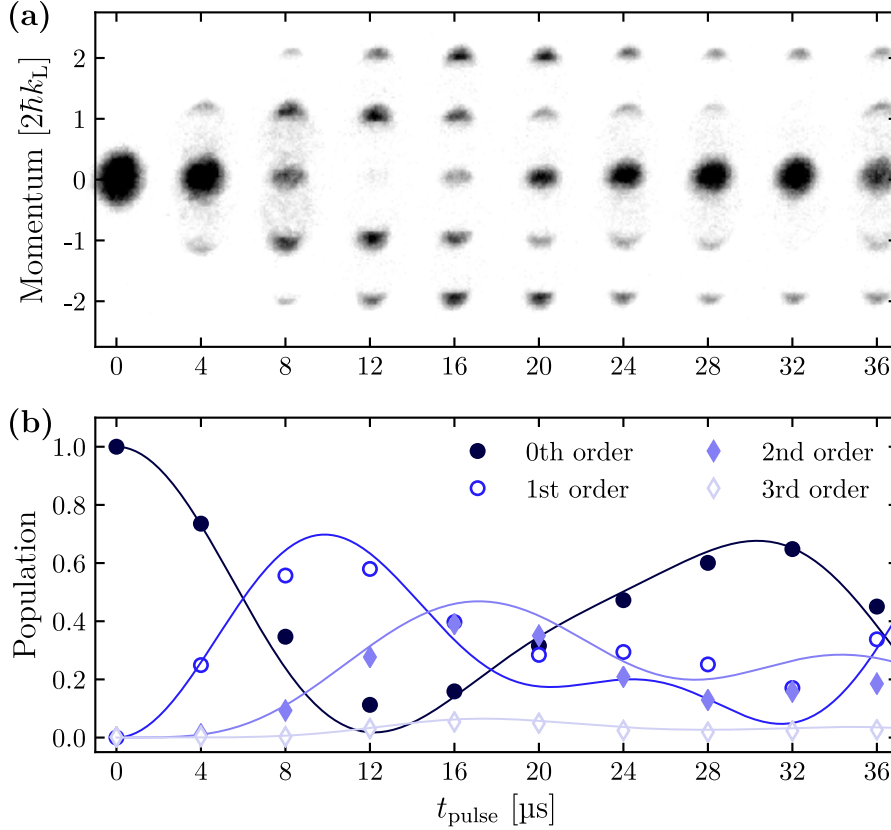 (a)
Momentum [2ħk_L]
2
1
0
-1
-2
0 4 8 12 16 20 24 28 32 36
(b)
Population
1.0
0.8
0.6
0.4
0.2
0.0
0th order 2nd order
1st order 3rd order
0 4 8 12 16 20 24 28 32 36
t_pulse [µs]